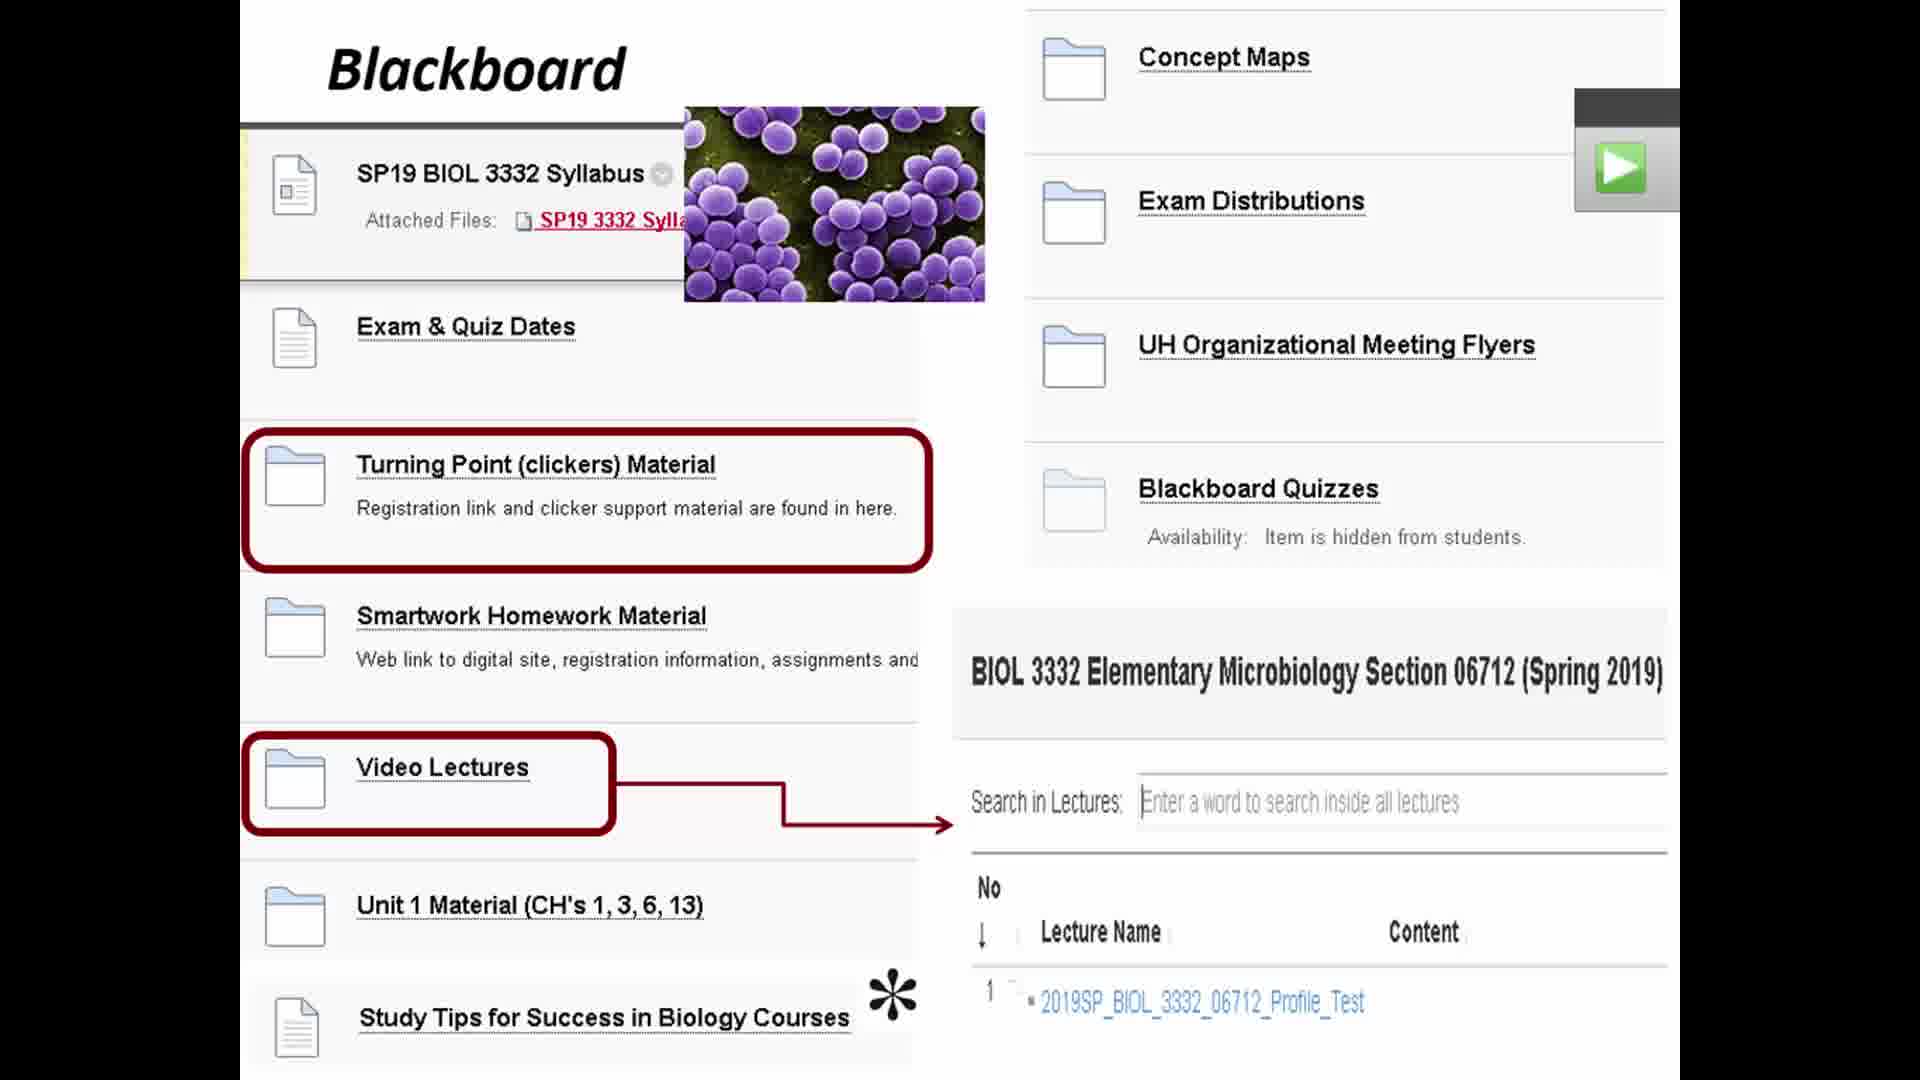 Blackboard
SP19 BIOL 3332 Syllabus
Attached Files: SP19 3332 Sylla
Exam & Quiz Dates
Turning Point (clickers) Material
Registration link and clicker support material are found in here.
Smartwork Homework Material
Web link to digital site, registration information, assignments and
Video Lectures
Unit 1 Material (CH's 1, 3, 6, 13)
Study Tips for Success in Biology Courses
*
Concept Maps
Exam Distributions
UH Organizational Meeting Flyers
Blackboard Quizzes
Availability: Item is hidden from students.
BIOL 3332 Elementary Microbiology Section 06712 (Spring 2019)
Search in Lectures: Enter a word to search inside all lectures
No
↓ Lecture Name Content
1 2019SP_BIOL_3332_06712_Profile_Test